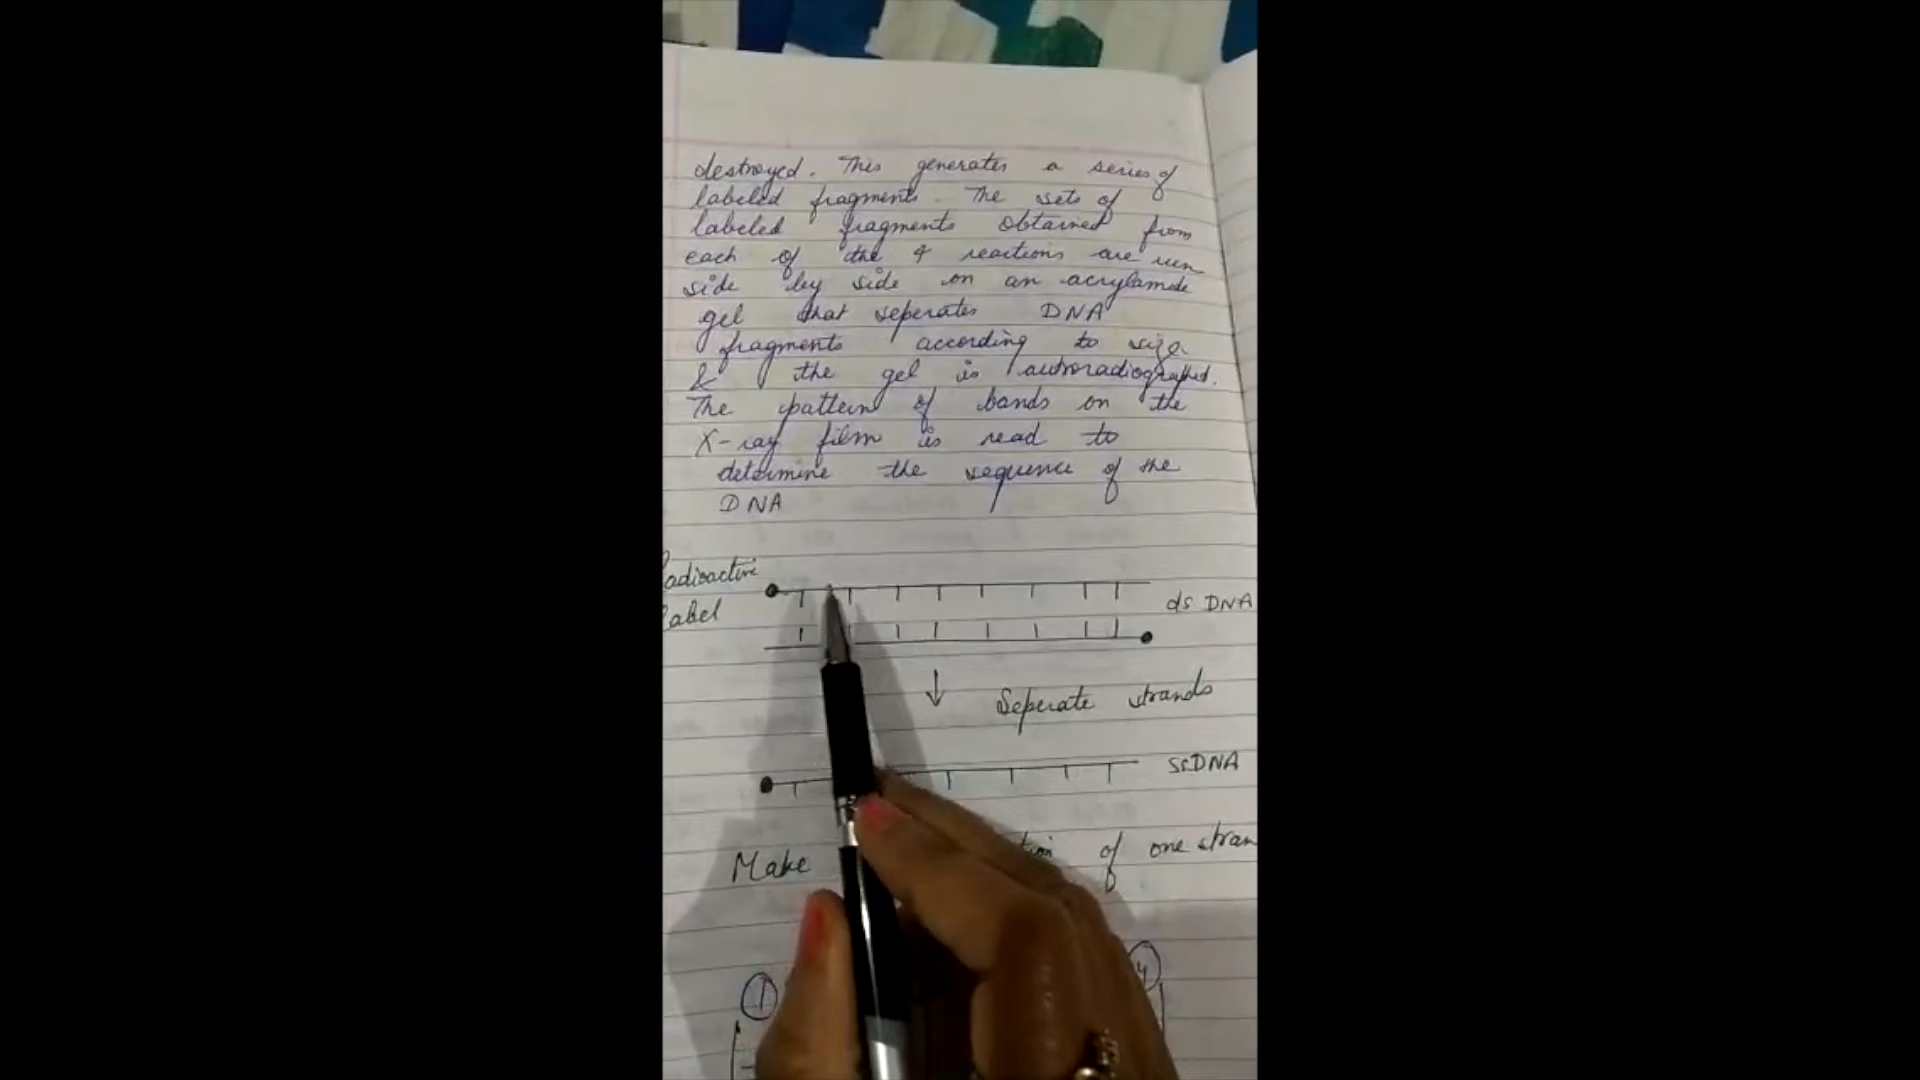 destroyed. This generates a series of
labeled fragments. The sets of
labeled fragments obtained from
each of the 4 reactions are run
side by side on an acrylamide
gel that seperates DNA
fragments according to size
& the gel is autoradiographed.
The pattern of bands on the
X-ray film is read to
determine the sequence of the
DNA
adioactive
abel
ds DNA
Seperate strands
ssDNA
Make of one stran
1 4